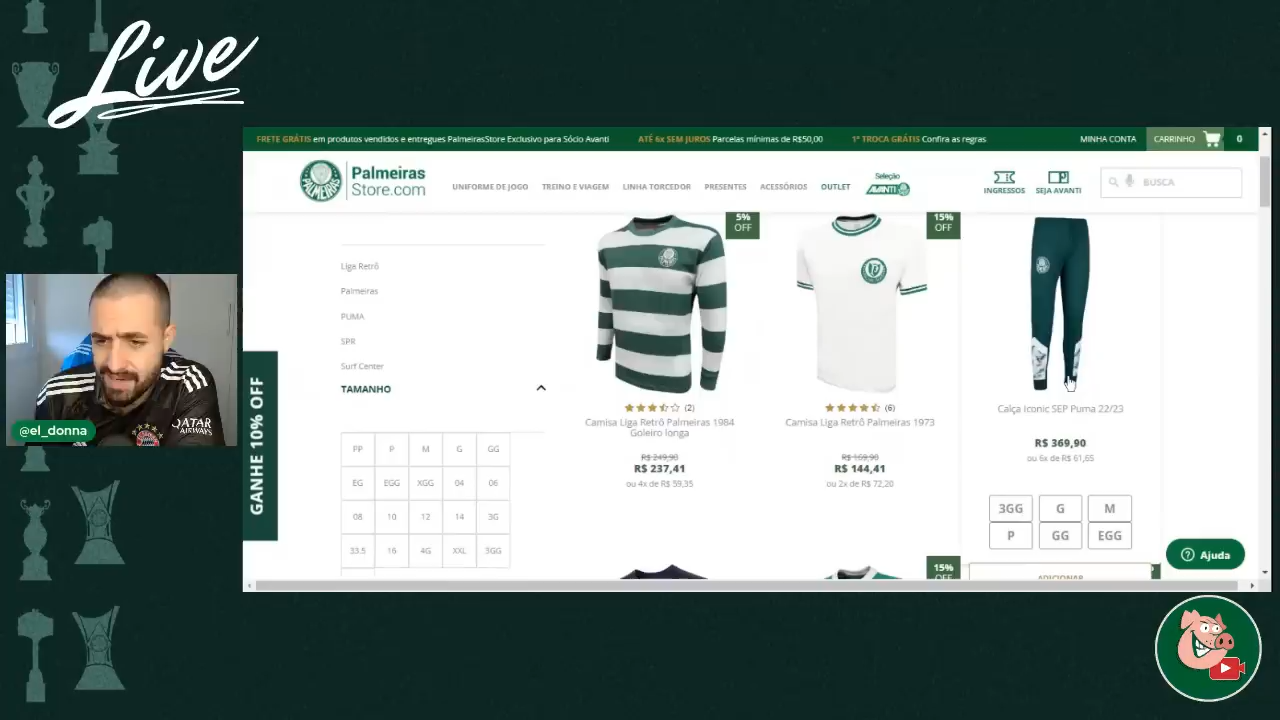 Live
FRETE GRÁTIS em produtos vendidos e entregues PalmeirasStore Exclusivo para Sócio Avanti
ATÉ 6x SEM JUROS Parcelas mínimas de R$50,00
1ª TROCA GRÁTIS Confira as regras
MINHA CONTA
CARRINHO
0
PALMEIRAS
Palmeiras
Store.com
UNIFORME DE JOGO
TREINO E VIAGEM
LINHA TORCEDOR
PRESENTES
ACESSÓRIOS
OUTLET
Seleção
AVANTI
INGRESSOS
SEJA AVANTI
BUSCA
5%
OFF
15%
OFF
Liga Retrô
Palmeiras
PUMA
SPR
Surf Center
TAMANHO
PP P M G GG
EG EGG XGG 04 06
08 10 12 14 3G
33.5 16 4G XXL 3GG
(2)
Camisa Liga Retrô Palmeiras 1984
Goleiro longa
R$ 249,90
R$ 237,41
ou 4x de R$ 59,35
(6)
Camisa Liga Retrô Palmeiras 1973
R$ 169,90
R$ 144,41
ou 2x de R$ 72,20
Calça Iconic SEP Puma 22/23
R$ 369,90
ou 6x de R$ 61,65
3GG G M
P GG EGG
ADICIONAR
15%
OFF
GANHE 10% OFF
Ajuda
QATAR
AIRWAYS
@el_donna